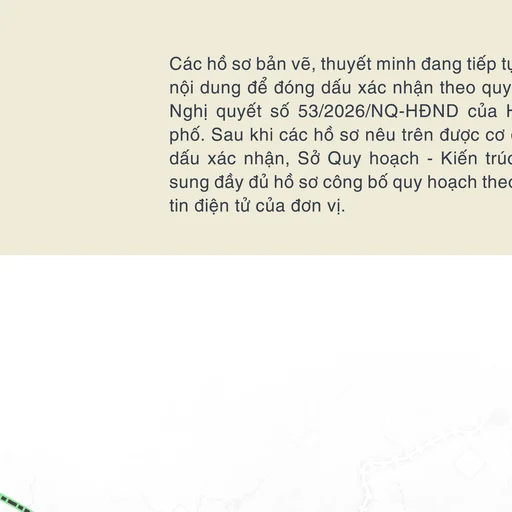 Các hồ sơ bản vẽ, thuyết minh đang tiếp
nội dung để đóng dấu xác nhận theo quy
Nghị quyết số 53/2026/NQ-HĐND của
phố. Sau khi các hồ sơ nêu trên được cơ
dấu xác nhận, Sở Quy hoạch - Kiến trúc
sung đầy đủ hồ sơ công bố quy hoạch theo
tin điện tử của đơn vị.